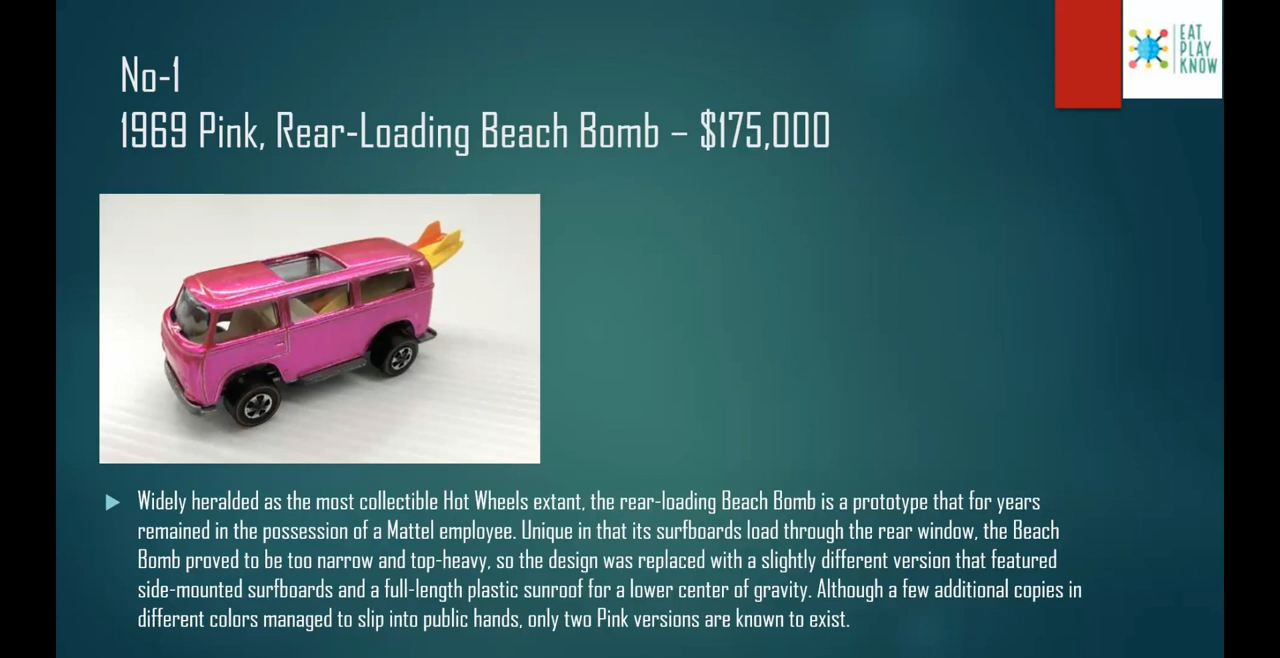 EAT
PLAY
KNOW
No-1
1969 Pink, Rear-Loading Beach Bomb – $175,000
Widely heralded as the most collectible Hot Wheels extant, the rear-loading Beach Bomb is a prototype that for years
remained in the possession of a Mattel employee. Unique in that its surfboards load through the rear window, the Beach
Bomb proved to be too narrow and top-heavy, so the design was replaced with a slightly different version that featured
side-mounted surfboards and a full-length plastic sunroof for a lower center of gravity. Although a few additional copies in
different colors managed to slip into public hands, only two Pink versions are known to exist.